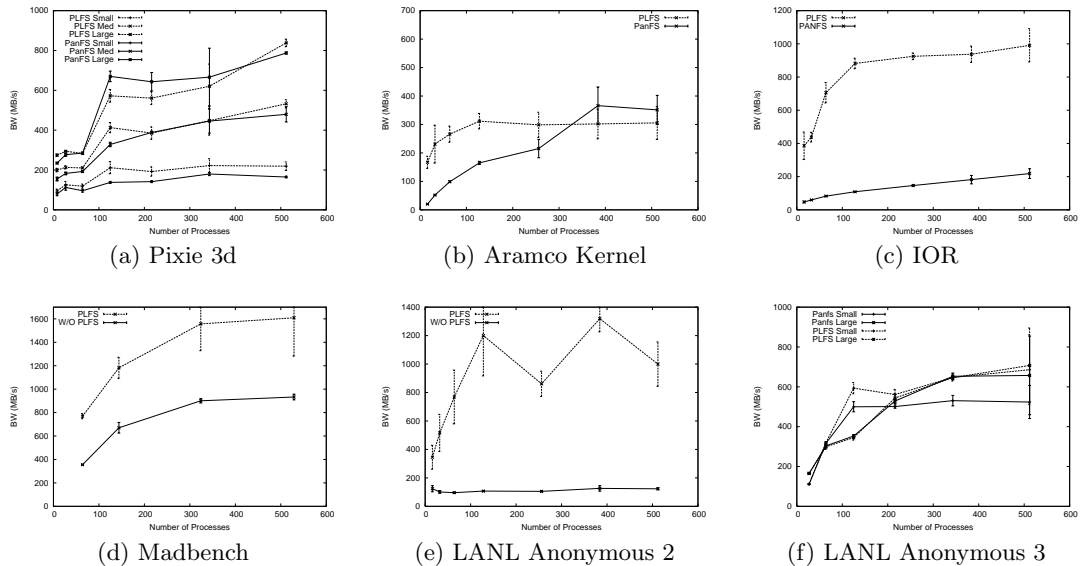 PLFS Small
PLFS Med
PLFS Large
PanFS Small
PanFS Med
PanFS Large
BW (MB/s)
1000
800
600
400
200
0
0 100 200 300 400 500 600
Number of Processes
(a) Pixie 3d
PLFS
PanFS
BW (MB/s)
700
600
500
400
300
200
100
0
0 100 200 300 400 500 600
Number of Processes
(b) Aramco Kernel
PLFS
PANFS
BW (MB/s)
1200
1000
800
600
400
200
0
0 100 200 300 400 500 600
Number of Processes
(c) IOR
PLFS
W/O PLFS
BW (MB/s)
1600
1400
1200
1000
800
600
400
200
0
0 100 200 300 400 500 600
Number of Processes
(d) Madbench
PLFS
W/O PLFS
BW (MB/s)
1400
1200
1000
800
600
400
200
0
0 100 200 300 400 500 600
Number of Processes
(e) LANL Anonymous 2
Panfs Small
Panfs Large
PLFS Small
PLFS Large
BW (MB/s)
1000
800
600
400
200
0
0 100 200 300 400 500 600
Number of Processes
(f) LANL Anonymous 3